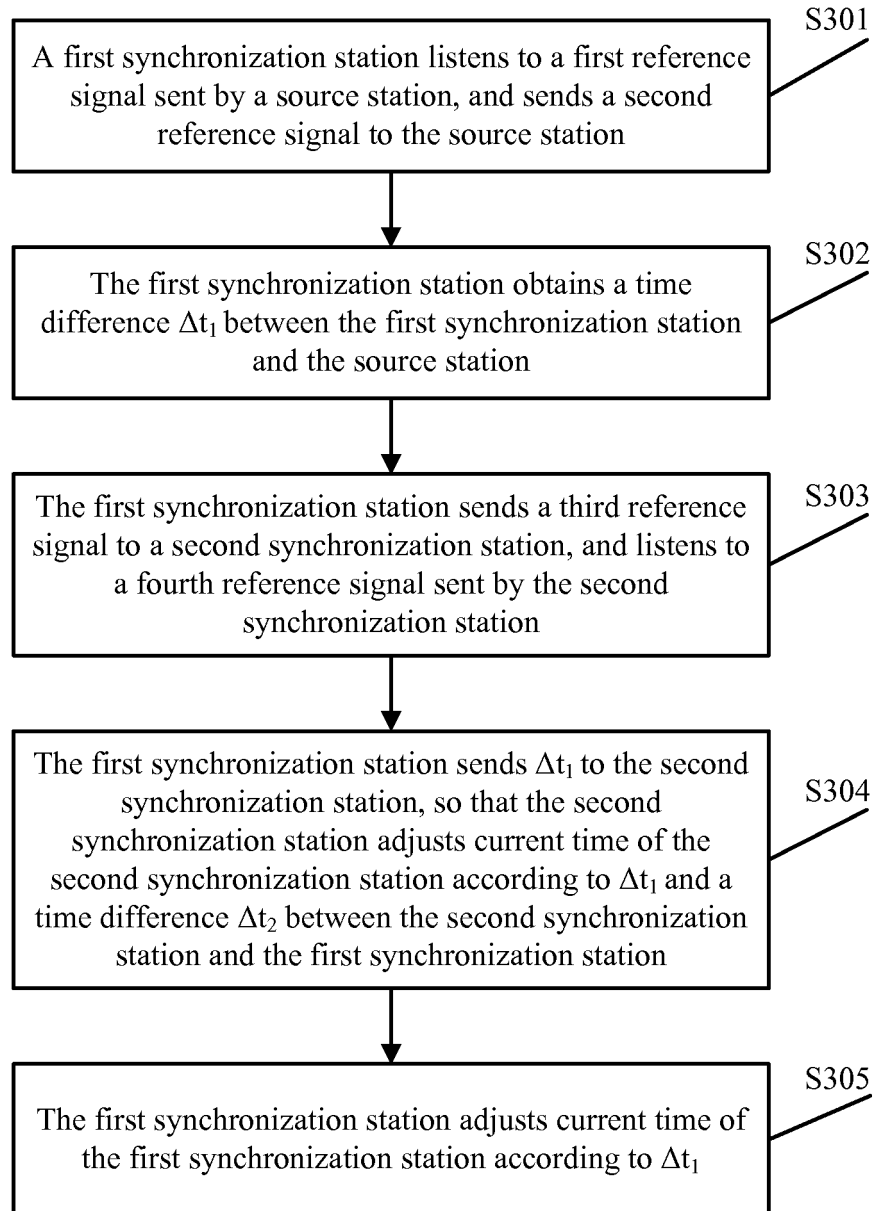 S301
A first synchronization station listens to a first reference
signal sent by a source station, and sends a second
reference signal to the source station
S302
The first synchronization station obtains a time
difference Δt₁ between the first synchronization station
and the source station
S303
The first synchronization station sends a third reference
signal to a second synchronization station, and listens to
a fourth reference signal sent by the second
synchronization station
S304
The first synchronization station sends Δt₁ to the second
synchronization station, so that the second
synchronization station adjusts current time of the
second synchronization station according to Δt₁ and a
time difference Δt₂ between the second synchronization
station and the first synchronization station
S305
The first synchronization station adjusts current time of
the first synchronization station according to Δt₁